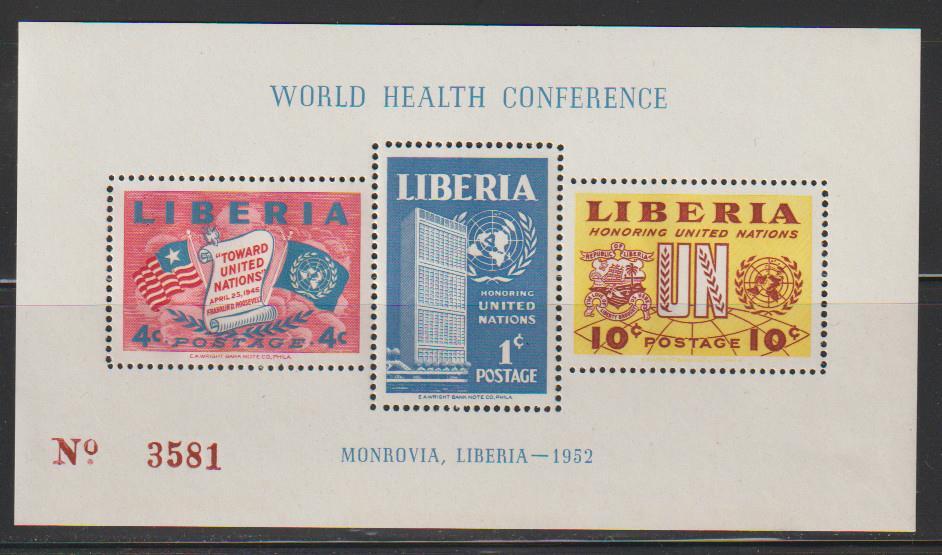 WORLD HEALTH CONFERENCE
LIBERIA
"TOWARD
UNITED
NATIONS"
APRIL 25, 1945
FRANKLIN D. ROOSEVELT
4c 4c
POSTAGE
E.A.WRIGHT BANK NOTE CO., PHILA.
LIBERIA
HONORING
UNITED
NATIONS
1¢
POSTAGE
E.A.WRIGHT BANK NOTE CO., PHILA.
LIBERIA
HONORING UNITED NATIONS
REPUBLIC OF LIBERIA
UN
10¢ POSTAGE 10¢
Nº 3581
MONROVIA, LIBERIA—1952